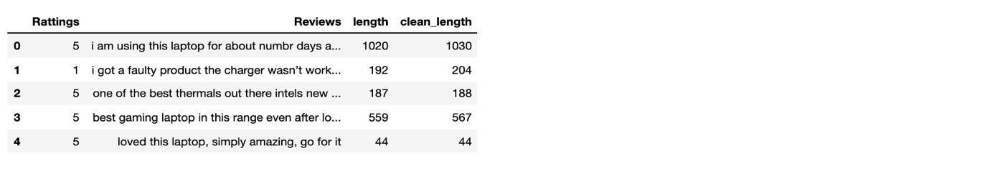 Rattings Reviews length clean_length
0 5 i am using this laptop for about numbr days a... 1020 1030
1 1 i got a faulty product the charger wasn’t work... 192 204
2 5 one of the best thermals out there intels new ... 187 188
3 5 best gaming laptop in this range even after lo... 559 567
4 5 loved this laptop, simply amazing, go for it 44 44